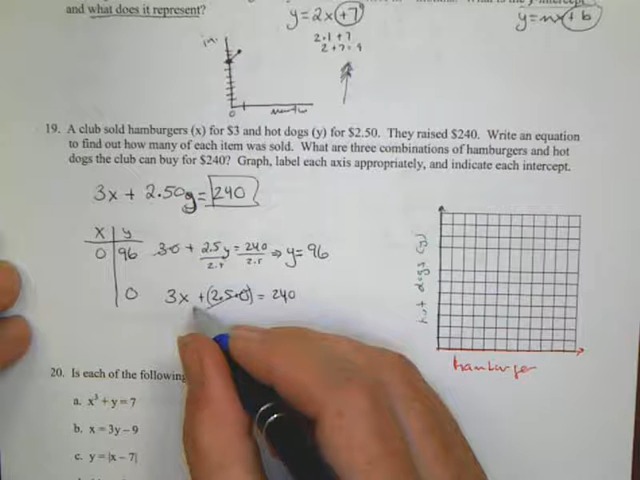 and what does it represent?
y=2x+7
y=mx+b
2·1+7
2+7=9
in.
0
19. A club sold hamburgers (x) for $3 and hot dogs (y) for $2.50. They raised $240. Write an equation
to find out how many of each item was sold. What are three combinations of hamburgers and hot
dogs the club can buy for $240? Graph, label each axis appropriately, and indicate each intercept.
3x + 2.50y = 240
x | y
0 | 96
3·0 + 2.5y = 240 ⇒ y = 96
2.5 2.5
0
3x + (2.5·0) = 240
hot dogs (y)
hamburger
20. Is each of the following
a. x³ + y = 7
b. x = 3y – 9
c. y = |x – 7|